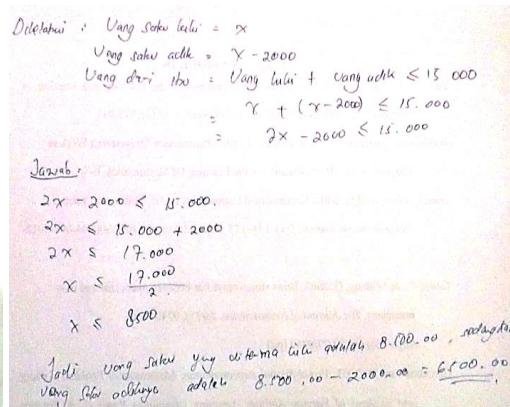 Diketahui : Uang saku luli = x
Uang saku adik = x - 2000
Uang dari ibu = Uang luli + uang adik ≤ 15 000
= x + (x - 2000) ≤ 15.000
= 2x - 2000 ≤ 15.000
Jawab :
2x - 2000 ≤ 15.000.
2x ≤ 15.000 + 2000
2x ≤ 17.000
x ≤ 17.000
2.
x ≤ 8500
Jadi uang saku yang diterima luli adalah 8.500.00, sedangkan
uang saku adiknya adalah 8.500,00 - 2000.00 = 6500.00